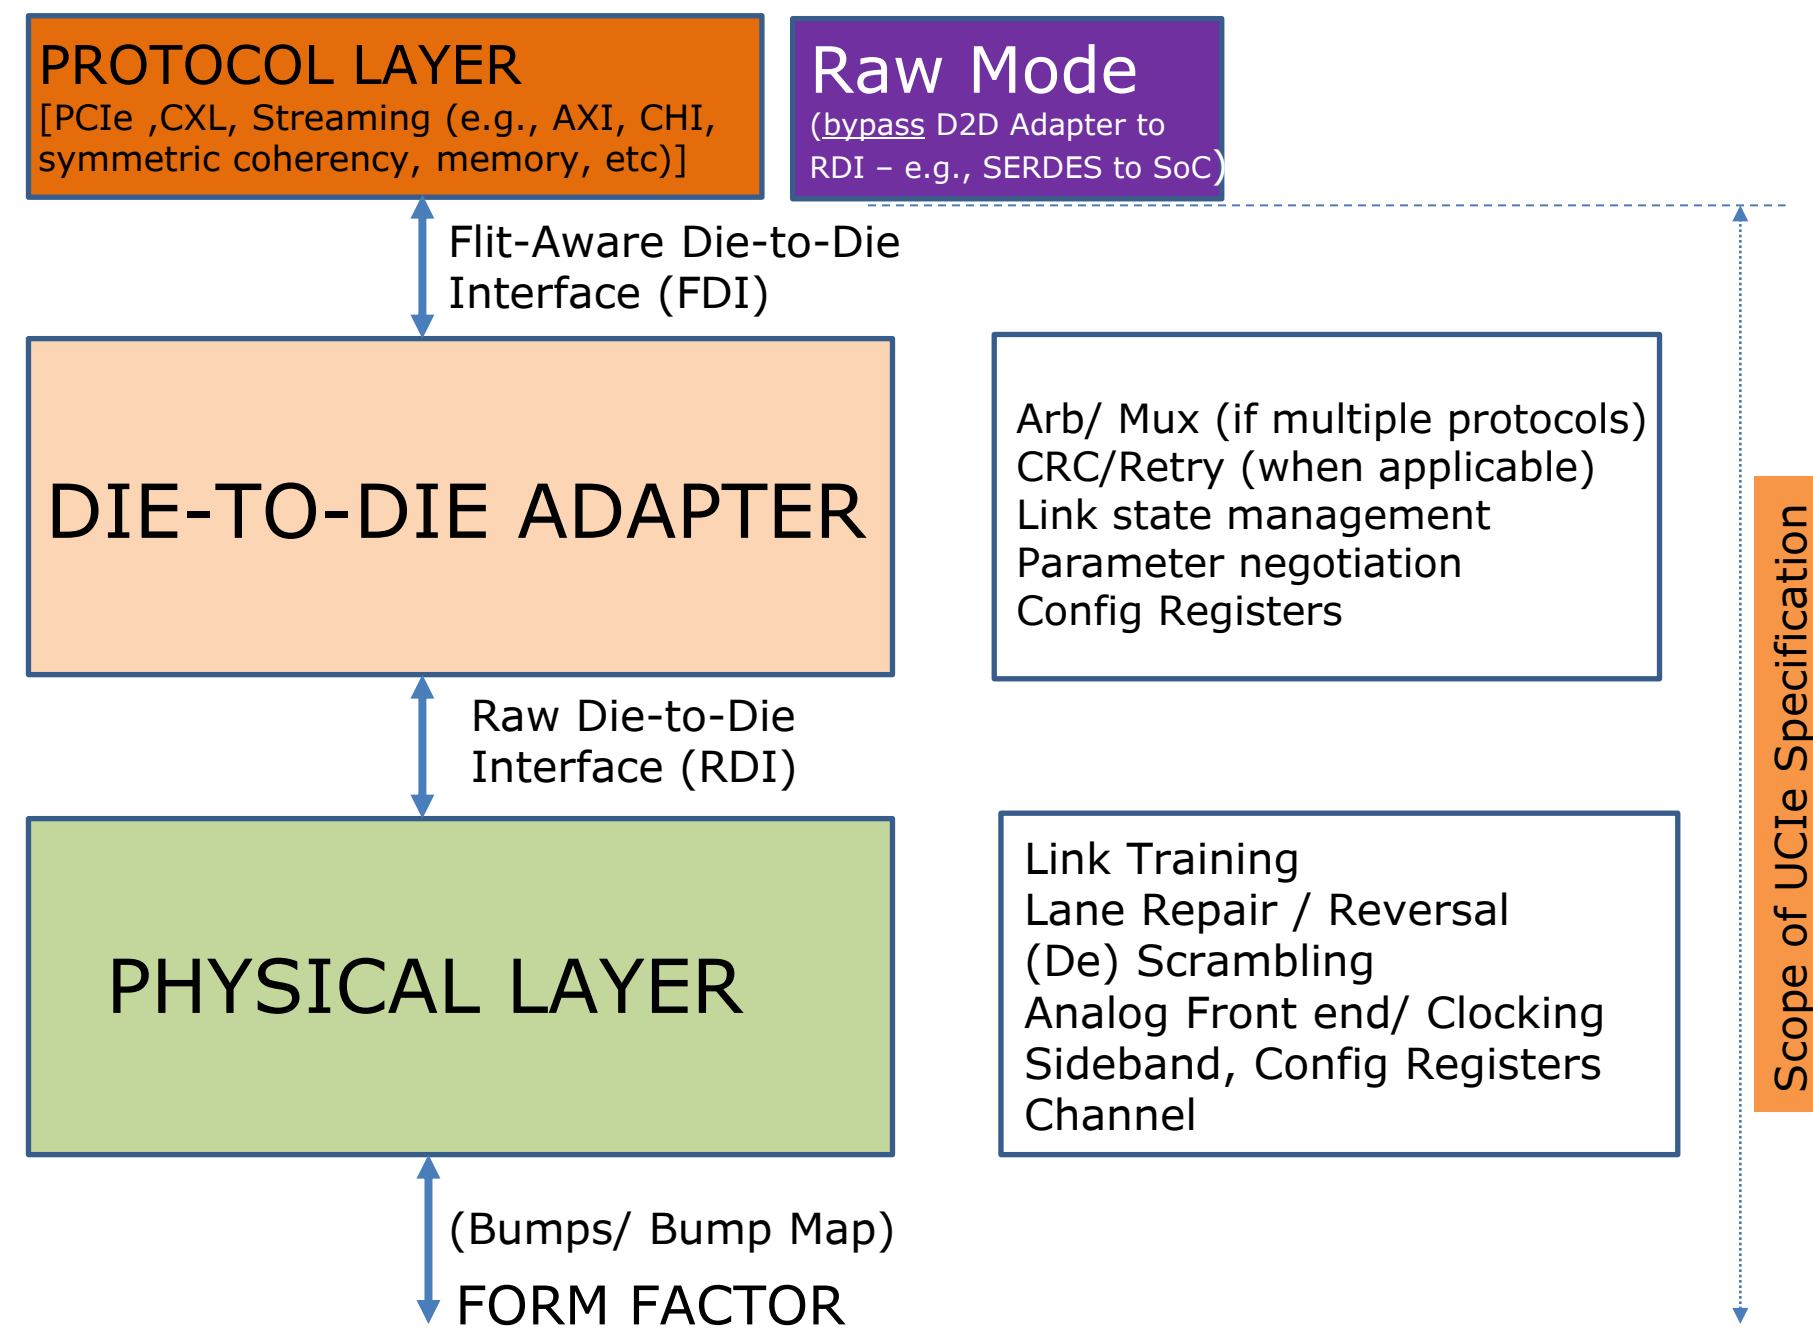 PROTOCOL LAYER
[PCIe ,CXL, Streaming (e.g., AXI, CHI,
symmetric coherency, memory, etc)]
Raw Mode
(bypass D2D Adapter to
RDI – e.g., SERDES to SoC)
Flit-Aware Die-to-Die
Interface (FDI)
DIE-TO-DIE ADAPTER
Arb/ Mux (if multiple protocols)
CRC/Retry (when applicable)
Link state management
Parameter negotiation
Config Registers
Raw Die-to-Die
Interface (RDI)
PHYSICAL LAYER
Link Training
Lane Repair / Reversal
(De) Scrambling
Analog Front end/ Clocking
Sideband, Config Registers
Channel
(Bumps/ Bump Map)
FORM FACTOR
Scope of UCIe Specification